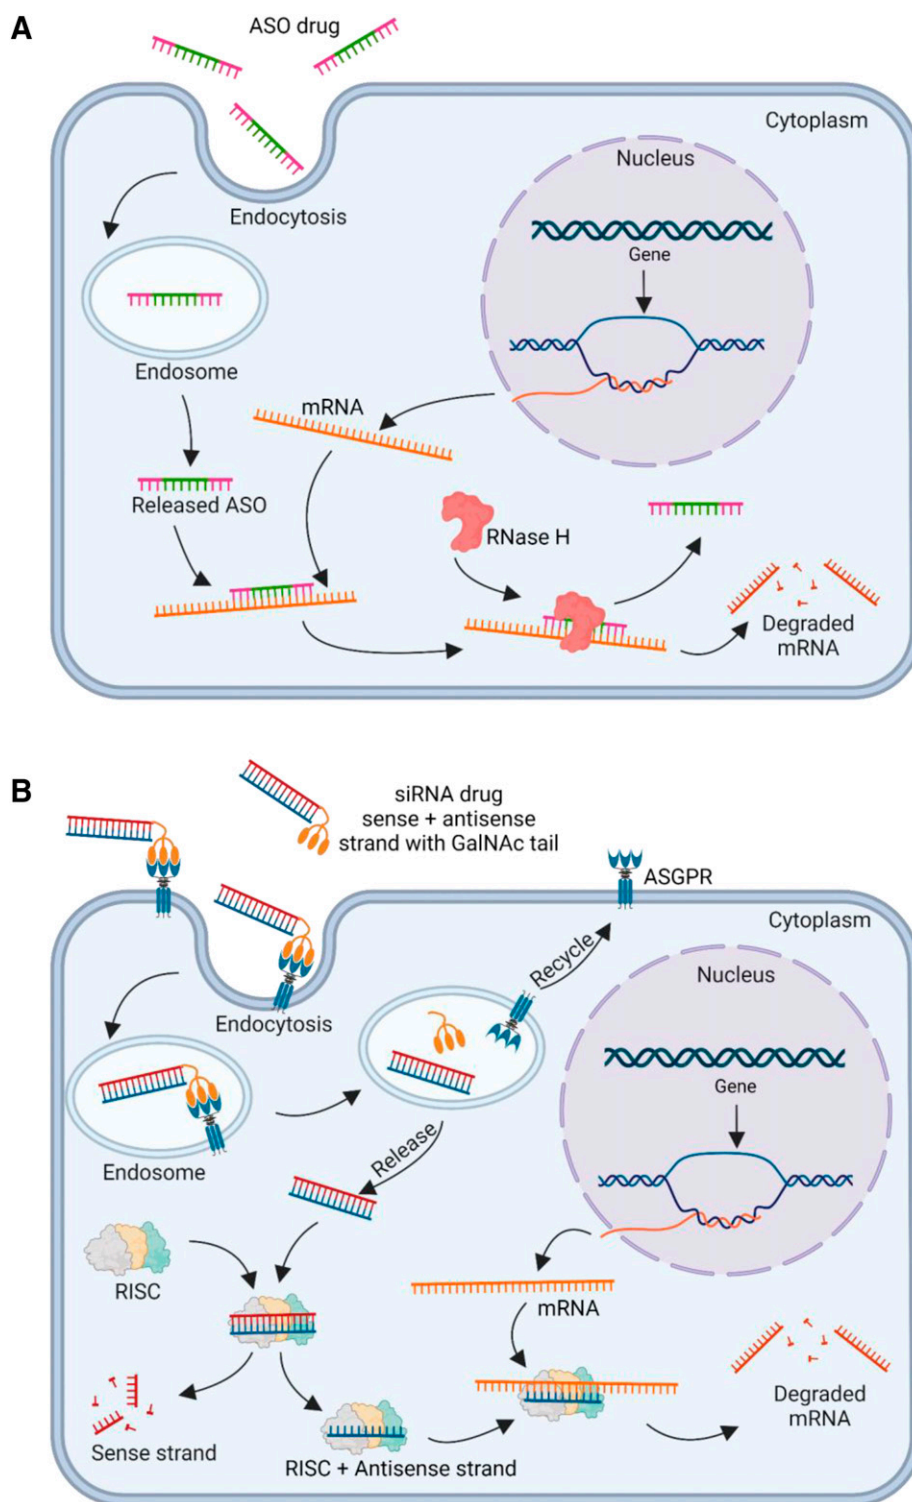 A
ASO drug
Cytoplasm
Nucleus
Endocytosis
Gene
Endosome
mRNA
Released ASO
RNase H
Degraded
mRNA
B
siRNA drug
sense + antisense
strand with GalNAc tail
ASGPR
Cytoplasm
Recycle
Nucleus
Endocytosis
Gene
Endosome
Release
RISC
mRNA
Degraded
mRNA
Sense strand
RISC + Antisense strand